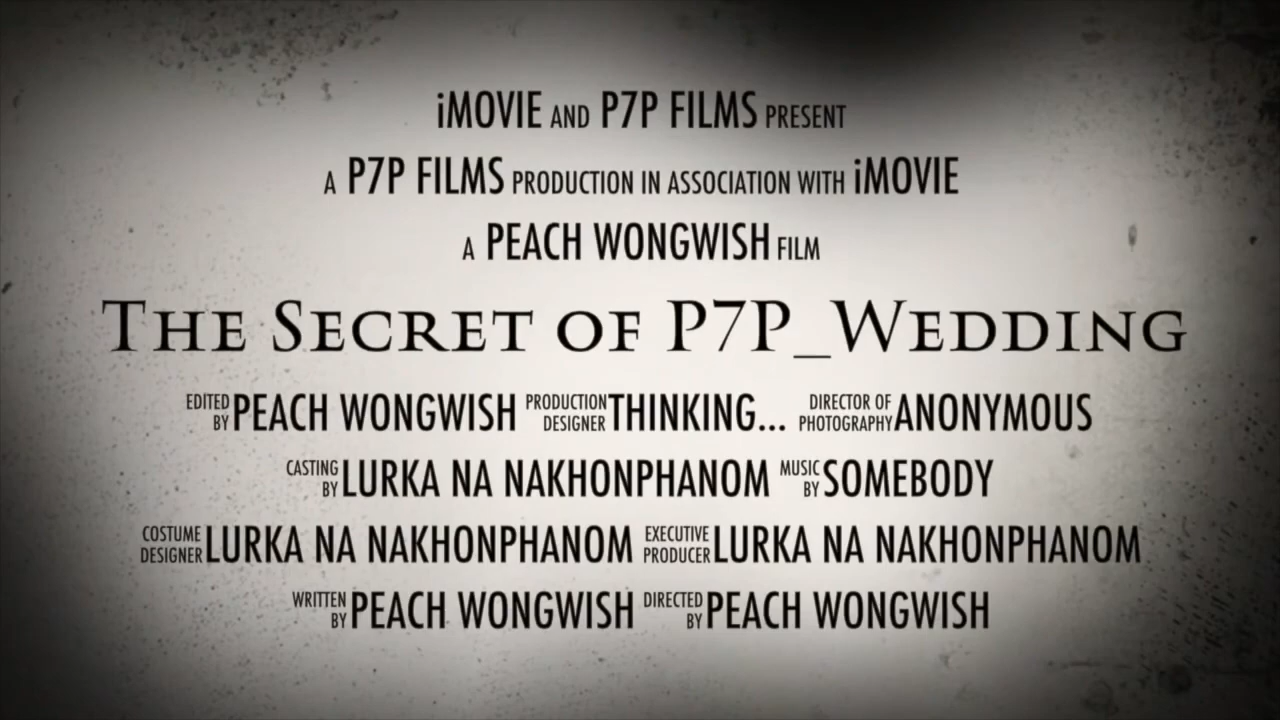 iMOVIE AND P7P FILMS PRESENT
A P7P FILMS PRODUCTION IN ASSOCIATION WITH iMOVIE
A PEACH WONGWISH FILM
THE SECRET OF P7P_WEDDING
EDITED BY PEACH WONGWISH PRODUCTION DESIGNER THINKING... DIRECTOR OF PHOTOGRAPHY ANONYMOUS
CASTING BY LURKA NA NAKHONPHANOM MUSIC BY SOMEBODY
COSTUME DESIGNER LURKA NA NAKHONPHANOM EXECUTIVE PRODUCER LURKA NA NAKHONPHANOM
WRITTEN BY PEACH WONGWISH DIRECTED BY PEACH WONGWISH